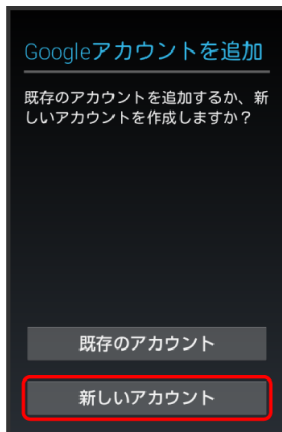 Googleアカウントを追加
既存のアカウントを追加するか、新
しいアカウントを作成しますか？
既存のアカウント
新しいアカウント